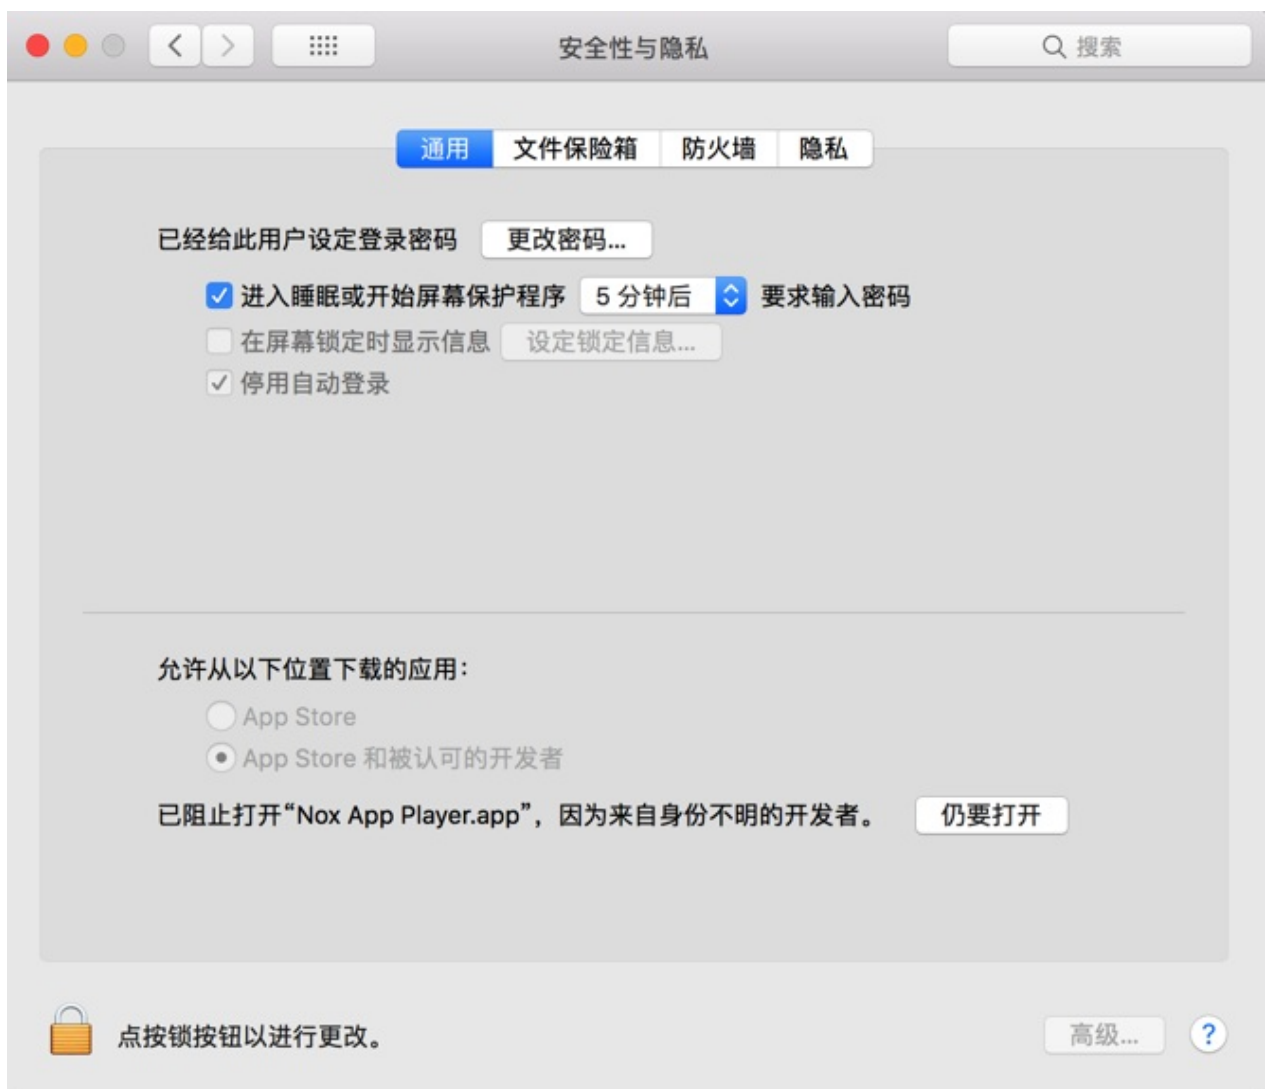 安全性与隐私 搜索
通用 文件保险箱 防火墙 隐私
已经给此用户设定登录密码 更改密码...
进入睡眠或开始屏幕保护程序 5 分钟后 要求输入密码
在屏幕锁定时显示信息 设定锁定信息...
停用自动登录
允许从以下位置下载的应用：
App Store
App Store 和被认可的开发者
已阻止打开“Nox App Player.app”，因为来自身份不明的开发者。 仍要打开
点按锁按钮以进行更改。 高级... ?